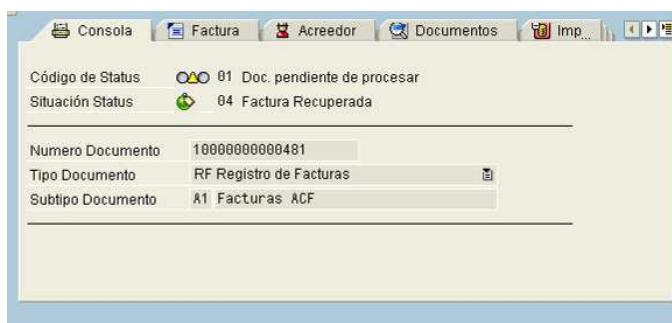 Consola Factura Acreedor Documentos Imp_
Código de Status 01 Doc. pendiente de procesar
Situación Status 04 Factura Recuperada
Numero Documento 10000000000481
Tipo Documento RF Registro de Facturas
Subtipo Documento A1 Facturas ACF